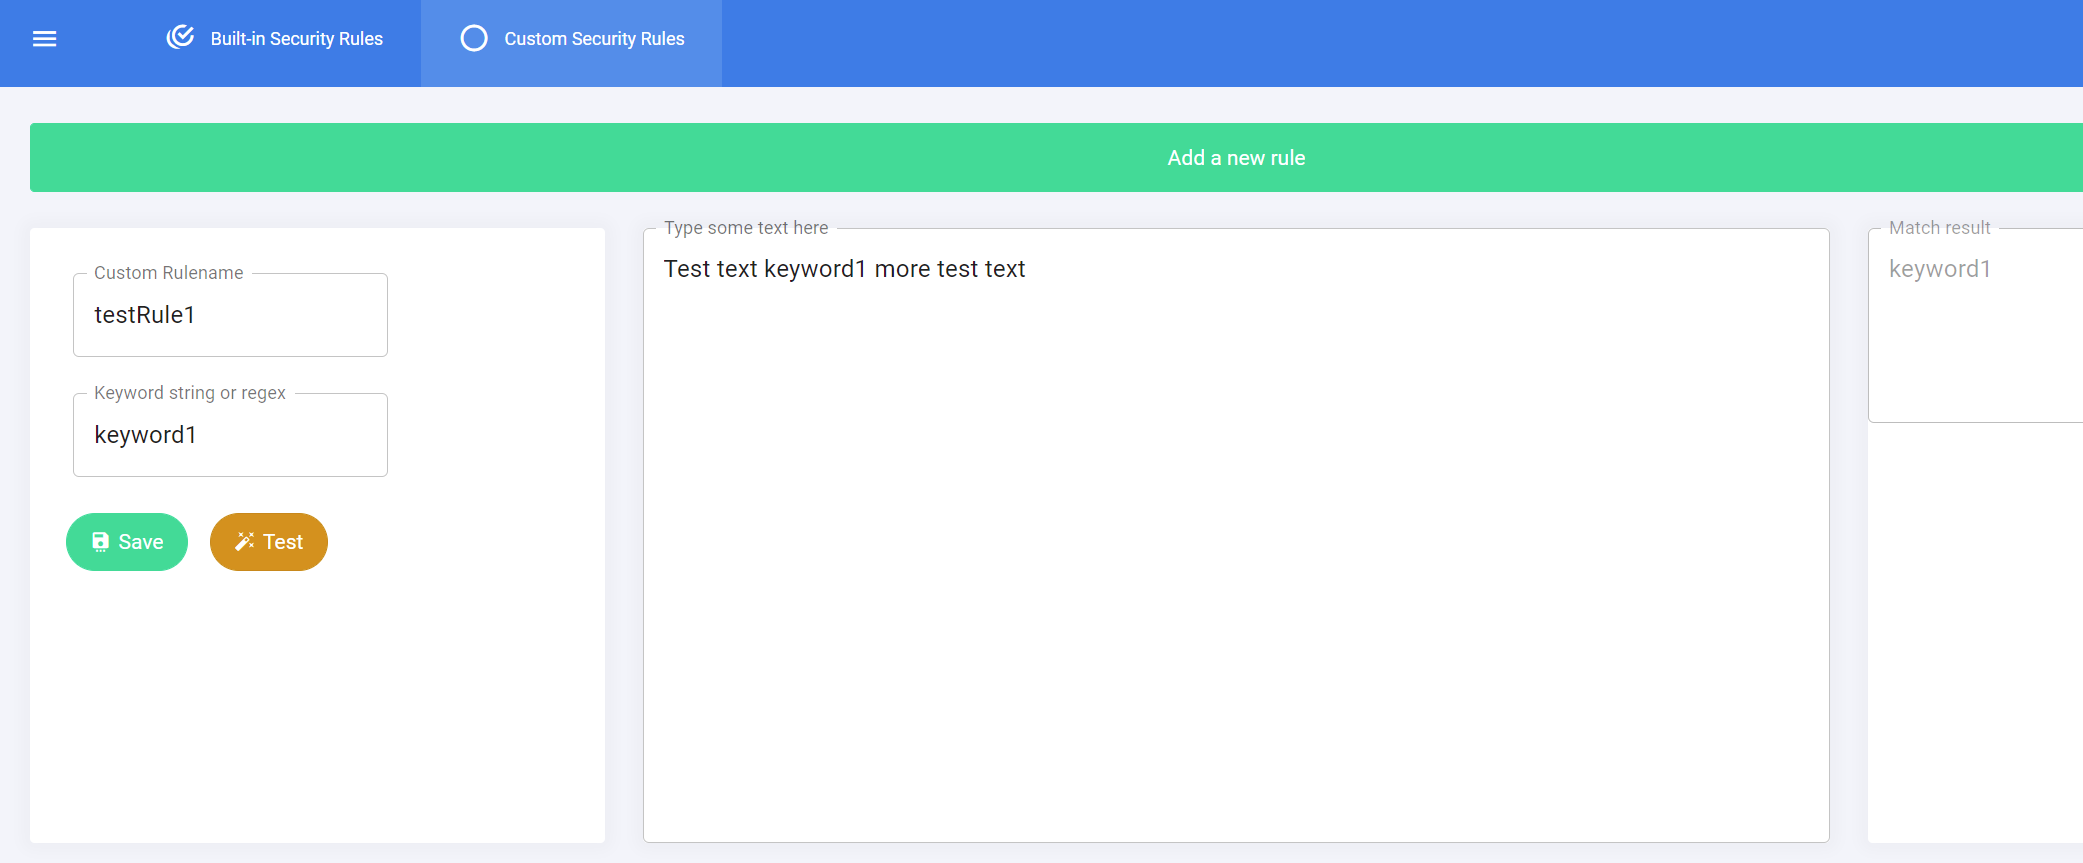 Built-in Security Rules
Custom Security Rules
Add a new rule
Custom Rulename
testRule1
Keyword string or regex
keyword1
Save
Test
Type some text here
Test text keyword1 more test text
Match result
keyword1